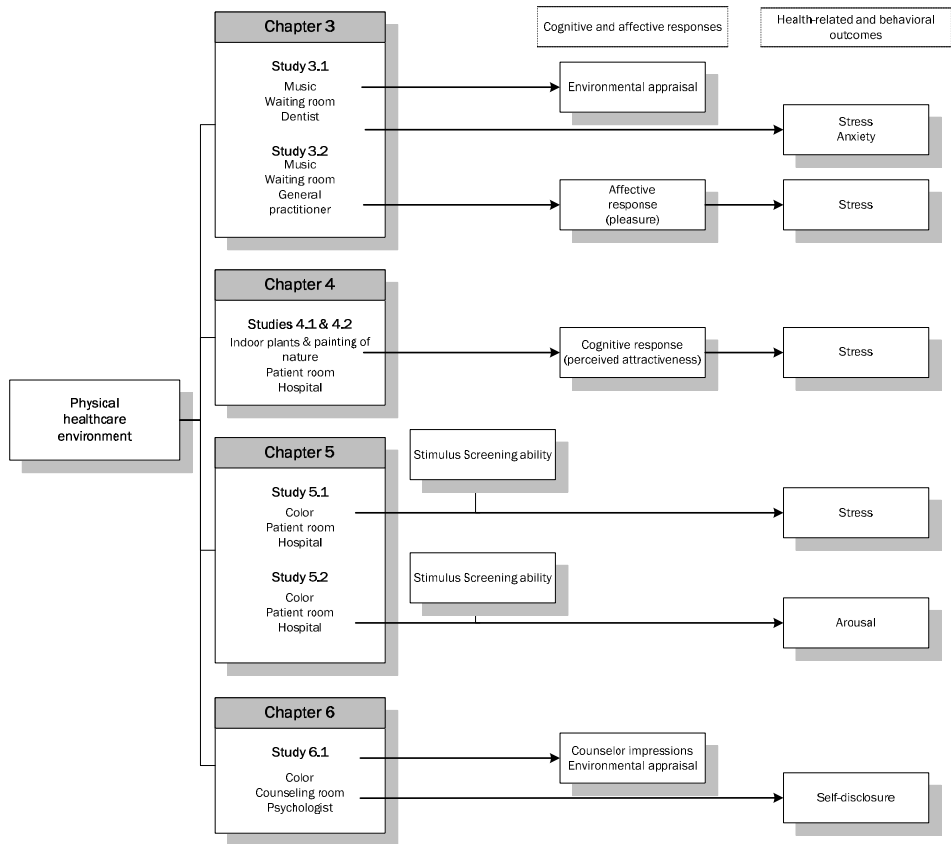 Chapter 3
Cognitive and affective responses
Health-related and behavioral
outcomes
Study 3.1
Music
Waiting room
Dentist
Environmental appraisal
Stress
Anxiety
Study 3.2
Music
Waiting room
General
practitioner
Affective
response
(pleasure)
Stress
Chapter 4
Studies 4.1 & 4.2
Indoor plants & painting of
nature
Patient room
Hospital
Cognitive response
(perceived attractiveness)
Stress
Physical
healthcare
environment
Chapter 5
Stimulus Screening ability
Study 5.1
Color
Patient room
Hospital
Stress
Study 5.2
Color
Patient room
Hospital
Stimulus Screening ability
Arousal
Chapter 6
Study 6.1
Color
Counseling room
Psychologist
Counselor impressions
Environmental appraisal
Self-disclosure